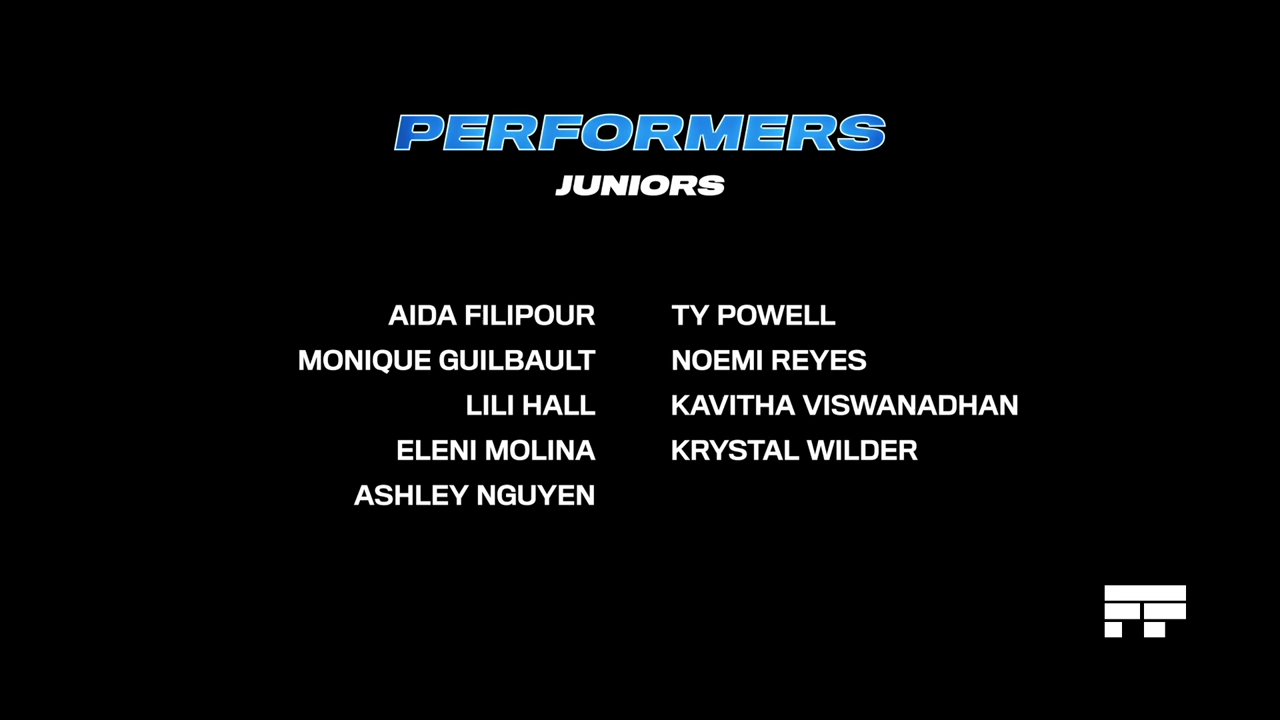 PERFORMERS
JUNIORS
AIDA FILIPOUR
MONIQUE GUILBAULT
LILI HALL
ELENI MOLINA
ASHLEY NGUYEN
TY POWELL
NOEMI REYES
KAVITHA VISWANADHAN
KRYSTAL WILDER